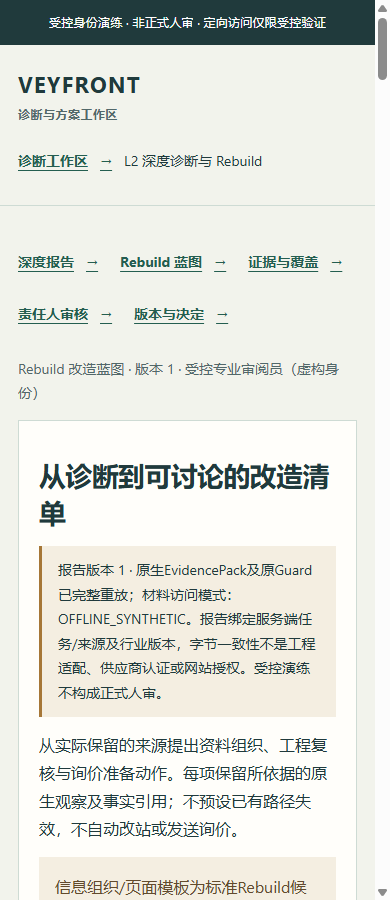 受控身份演练 · 非正式人审 · 定向访问仅限受控验证
VEYFRONT
诊断与方案工作区
诊断工作区 → L2 深度诊断与 Rebuild
深度报告 → Rebuild 蓝图 → 证据与覆盖 →
责任人审核 → 版本与决定 →
Rebuild 改造蓝图 · 版本 1 · 受控专业审阅员（虚构身
份）
从诊断到可讨论的改造清
单
报告版本 1 · 原生EvidencePack及原Guard
已完整重放；材料访问模式：
OFFLINE_SYNTHETIC。报告绑定服务端任
务/来源及行业版本，字节一致性不是工程
适配、供应商认证或网站授权。受控演练
不构成正式人审。
从实际保留的来源提出资料组织、工程复
核与询价准备动作。每项保留所依据的原
生观察及事实引用；不预设已有路径失
效，不自动改站或发送询价。
信息组织/页面模板为标准Rebuild候